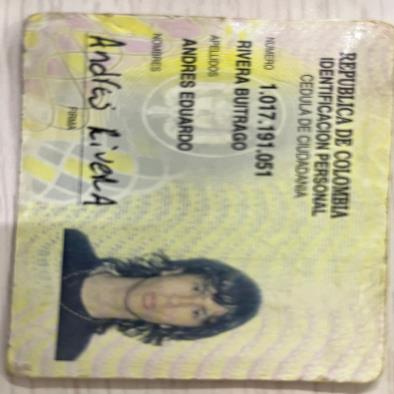 REPUBLICA DE COLOMBIA
IDENTIFICACION PERSONAL
CEDULA DE CIUDADANIA
NUMERO 1.017.191.051
RIVERA BUITRAGO
APELLIDOS
ANDRES EDUARDO
NOMBRES
Andrés Rivera
FIRMA